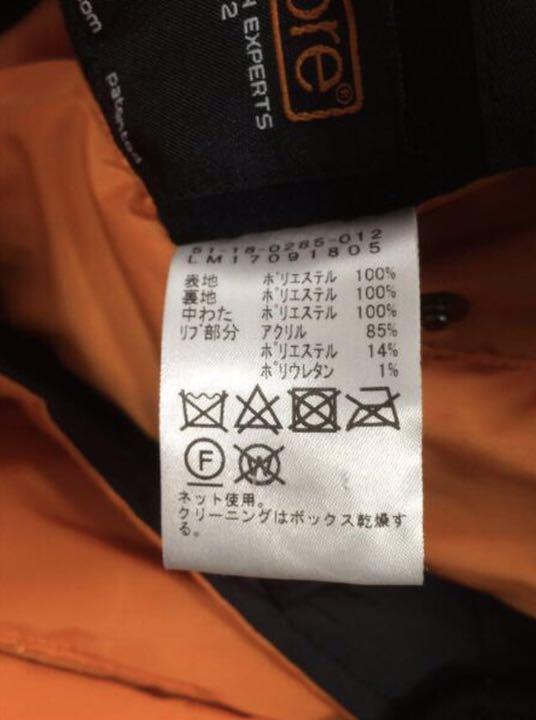 .com
patented
EXPERTS
2
ore®
51-18-0285-012
LM17091805
表地 ポリエステル 100%
裏地 ポリエステル 100%
中わた ポリエステル 100%
リブ部分 アクリル 85%
ポリエステル 14%
ポリウレタン 1%
F W
ネット使用。
クリーニングはボックス乾燥す
る。